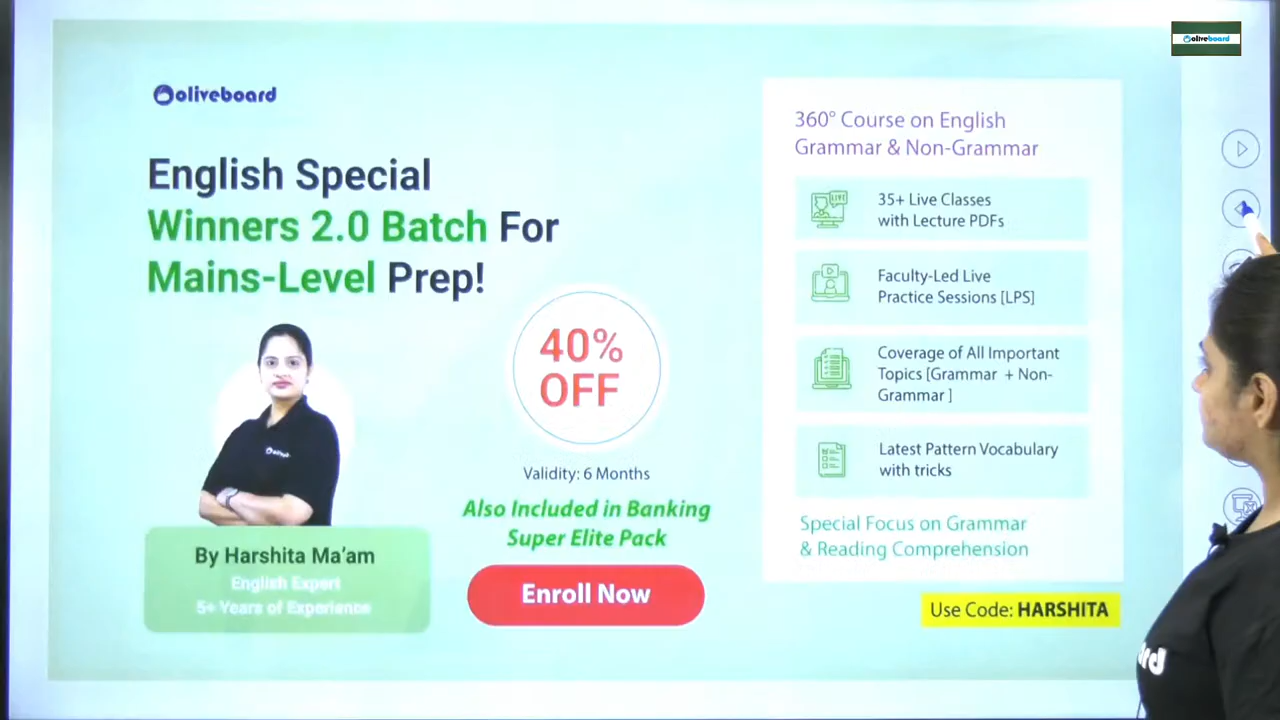 oliveboard
oliveboard
English Special
Winners 2.0 Batch For
Mains-Level Prep!
40%
OFF
Validity: 6 Months
Also Included in Banking
Super Elite Pack
Enroll Now
By Harshita Ma'am
English Expert
5+ Years of Experience
360° Course on English
Grammar & Non-Grammar
LIVE
35+ Live Classes
with Lecture PDFs
Faculty-Led Live
Practice Sessions [LPS]
Coverage of All Important
Topics [Grammar + Non-
Grammar ]
Latest Pattern Vocabulary
with tricks
Special Focus on Grammar
& Reading Comprehension
Use Code: HARSHITA